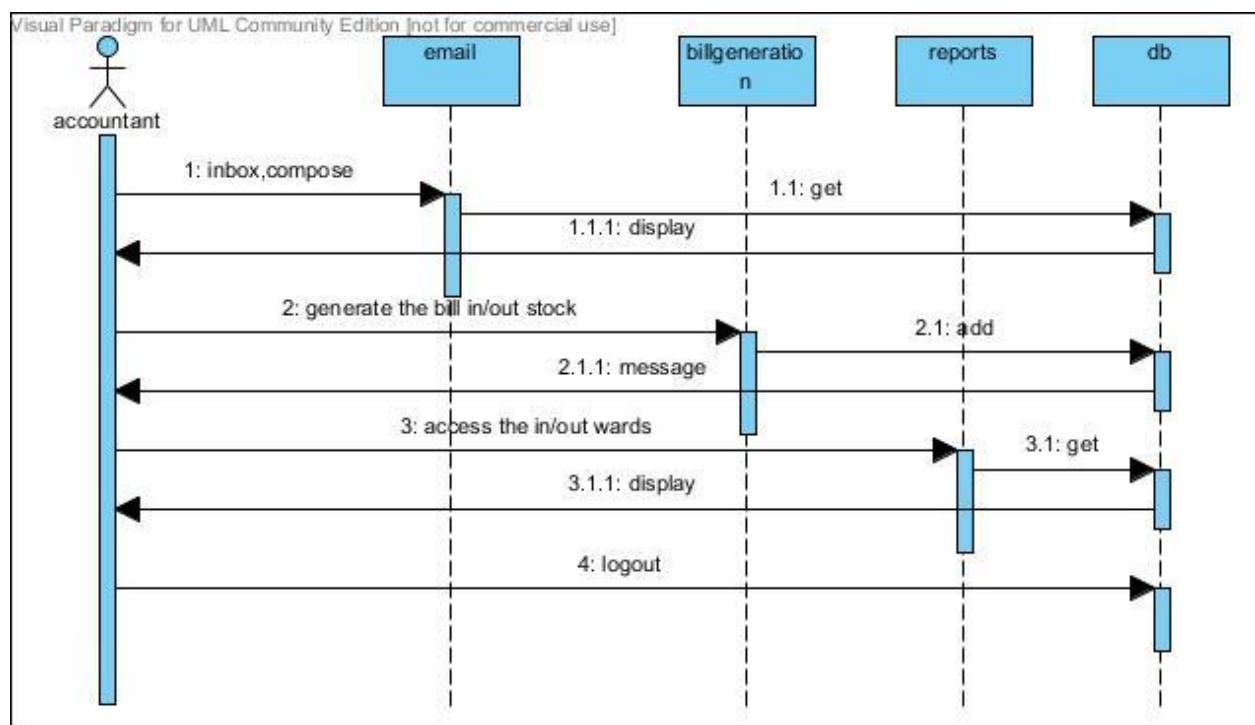 Visual Paradigm for UML Community Edition [not for commercial use]
email
billgeneratio
n
reports
db
accountant
1: inbox,compose
1.1: get
1.1.1: display
2: generate the bill in/out stock
2.1: add
2.1.1: message
3: access the in/out wards
3.1: get
3.1.1: display
4: logout